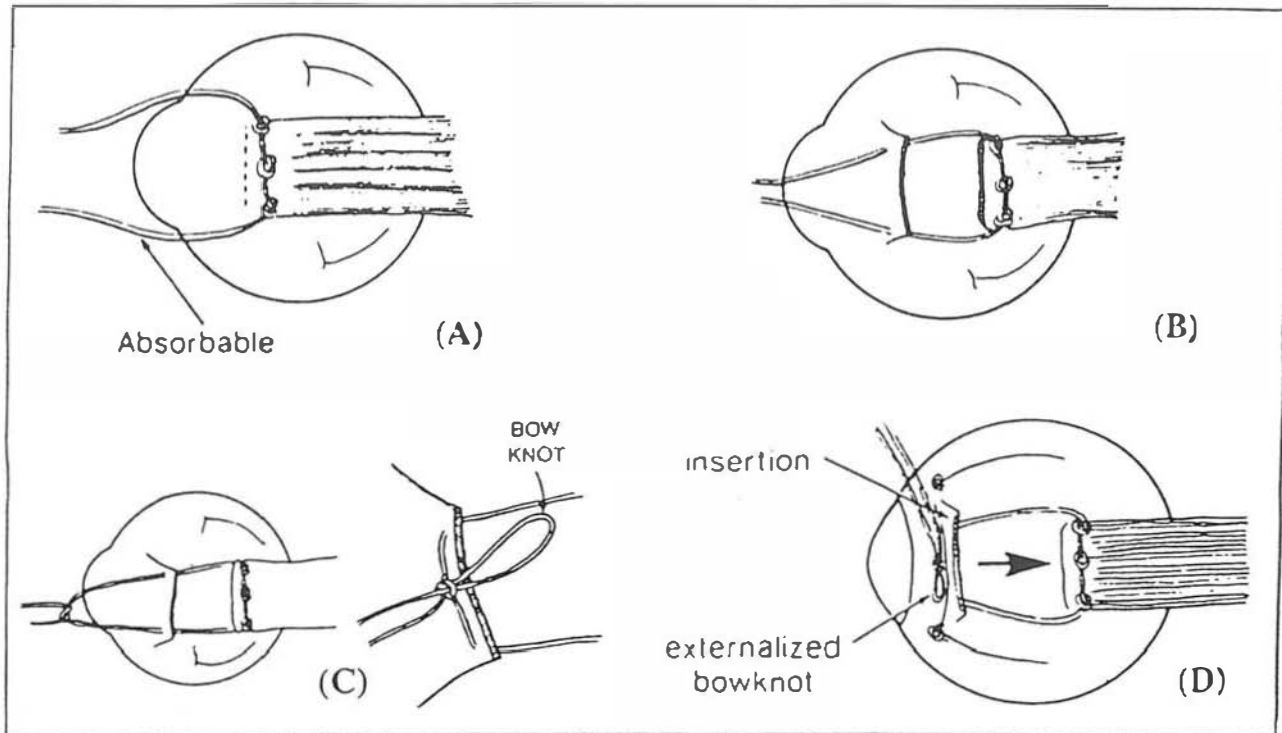 Absorbable
(A)
(B)
BOW
KNOT
(C)
insertion
externalized
bowknot
(D)